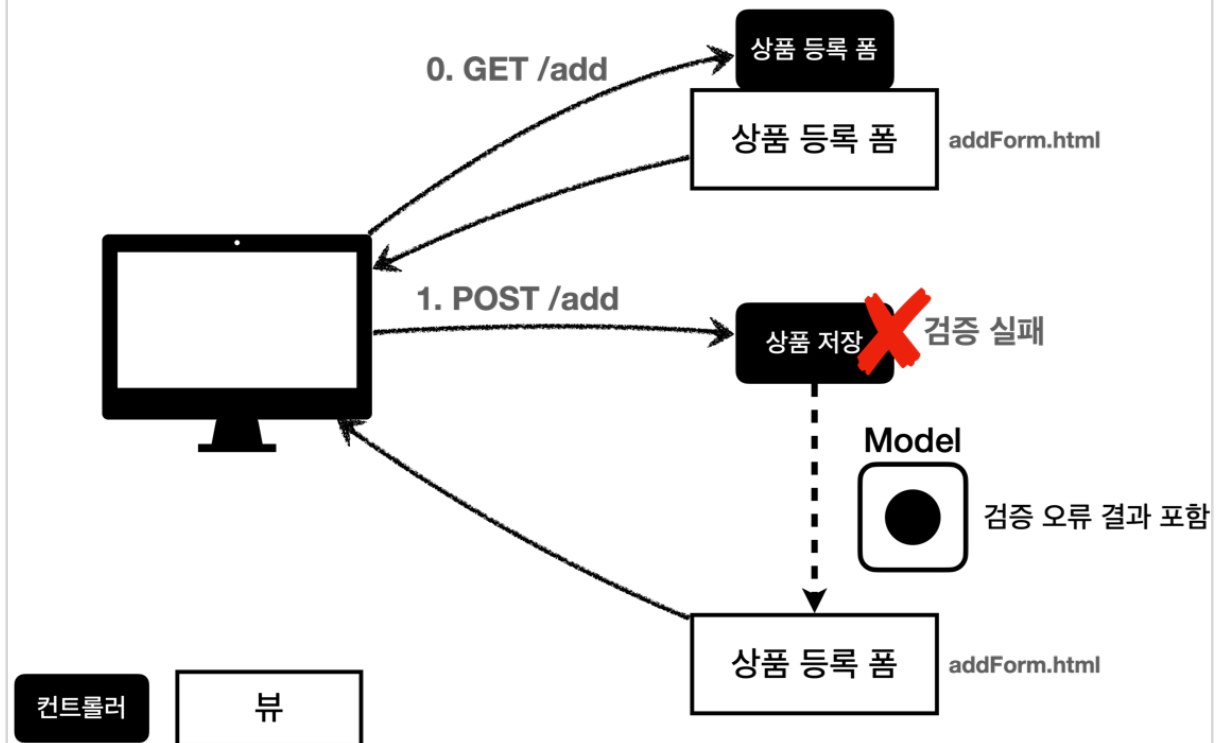 상품 등록 폼
0. GET /add
상품 등록 폼
addForm.html
1. POST /add
상품 저장
검증 실패
Model
검증 오류 결과 포함
상품 등록 폼
addForm.html
컨트롤러
뷰